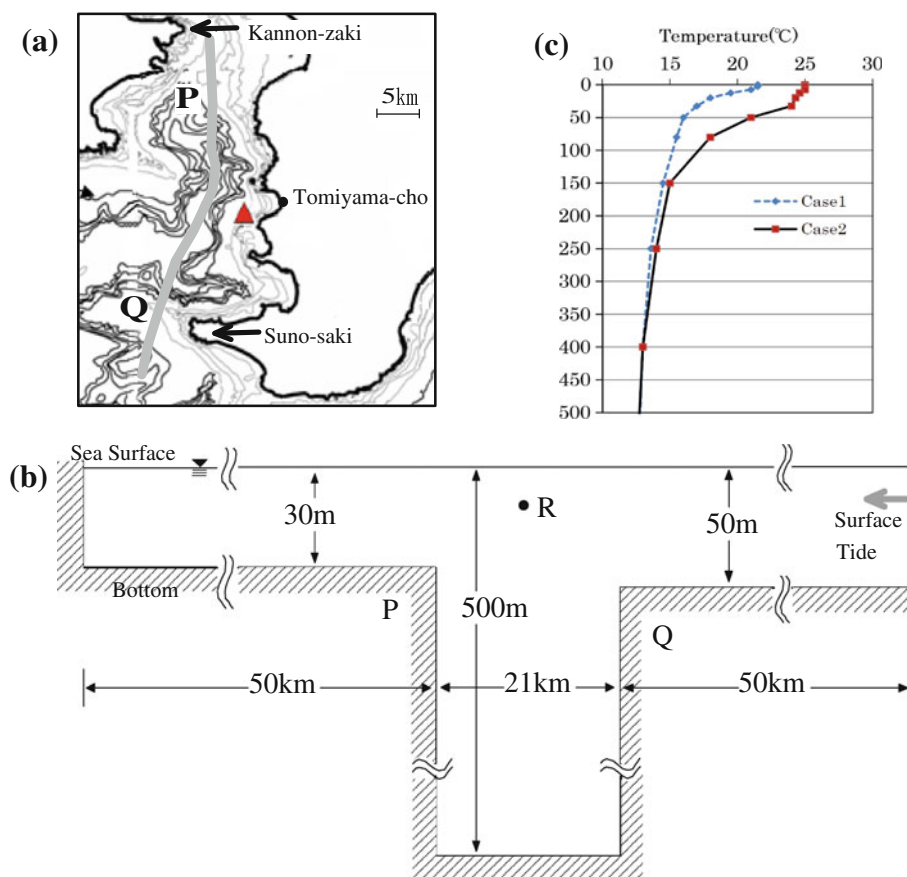 (a)
Kannon-zaki
P
5km
Tomiyama-cho
Q
Suno-saki
(c)
Temperature(℃)
10 15 20 25 30
0
50
100
150
200
250
300
350
400
450
500
Case1
Case2
(b)
Sea Surface
30m
R
50m
Surface
Tide
Bottom
P
500m
Q
50km
21km
50km